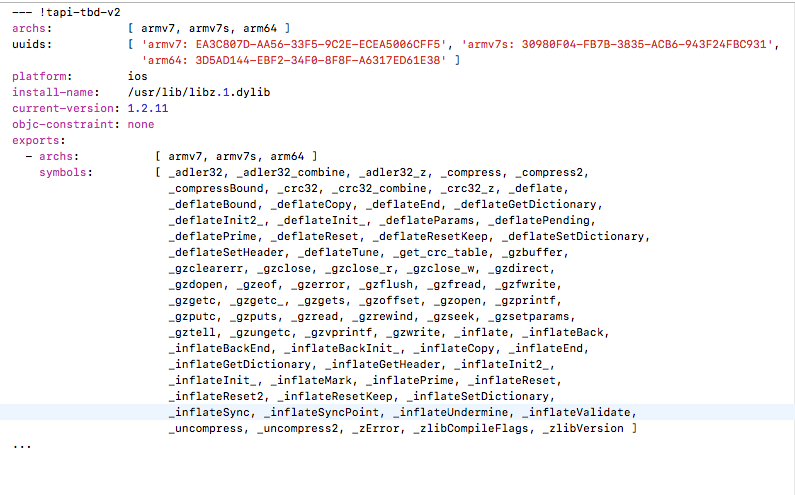 --- !tapi-tbd-v2
archs: [ armv7, armv7s, arm64 ]
uuids: [ 'armv7: EA3C807D-AA56-33F5-9C2E-ECEA5006CFF5', 'armv7s: 30980F04-FB7B-3835-ACB6-943F24FBC931',
'arm64: 3D5AD144-EBF2-34F0-8F8F-A6317ED61E38' ]
platform: ios
install-name: /usr/lib/libz.1.dylib
current-version: 1.2.11
objc-constraint: none
exports:
- archs: [ armv7, armv7s, arm64 ]
symbols: [ _adler32, _adler32_combine, _adler32_z, _compress, _compress2,
_compressBound, _crc32, _crc32_combine, _crc32_z, _deflate,
_deflateBound, _deflateCopy, _deflateEnd, _deflateGetDictionary,
_deflateInit2_, _deflateInit_, _deflateParams, _deflatePending,
_deflatePrime, _deflateReset, _deflateResetKeep, _deflateSetDictionary,
_deflateSetHeader, _deflateTune, _get_crc_table, _gzbuffer,
_gzclearerr, _gzclose, _gzclose_r, _gzclose_w, _gzdirect,
_gzdopen, _gzeof, _gzerror, _gzflush, _gzfread, _gzfwrite,
_gzgetc, _gzgetc_, _gzgets, _gzoffset, _gzopen, _gzprintf,
_gzputc, _gzputs, _gzread, _gzrewind, _gzseek, _gzsetparams,
_gztell, _gzungetc, _gzvprintf, _gzwrite, _inflate, _inflateBack,
_inflateBackEnd, _inflateBackInit_, _inflateCopy, _inflateEnd,
_inflateGetDictionary, _inflateGetHeader, _inflateInit2_,
_inflateInit_, _inflateMark, _inflatePrime, _inflateReset,
_inflateReset2, _inflateResetKeep, _inflateSetDictionary,
_inflateSync, _inflateSyncPoint, _inflateUndermine, _inflateValidate,
_uncompress, _uncompress2, _zError, _zlibCompileFlags, _zlibVersion ]
...